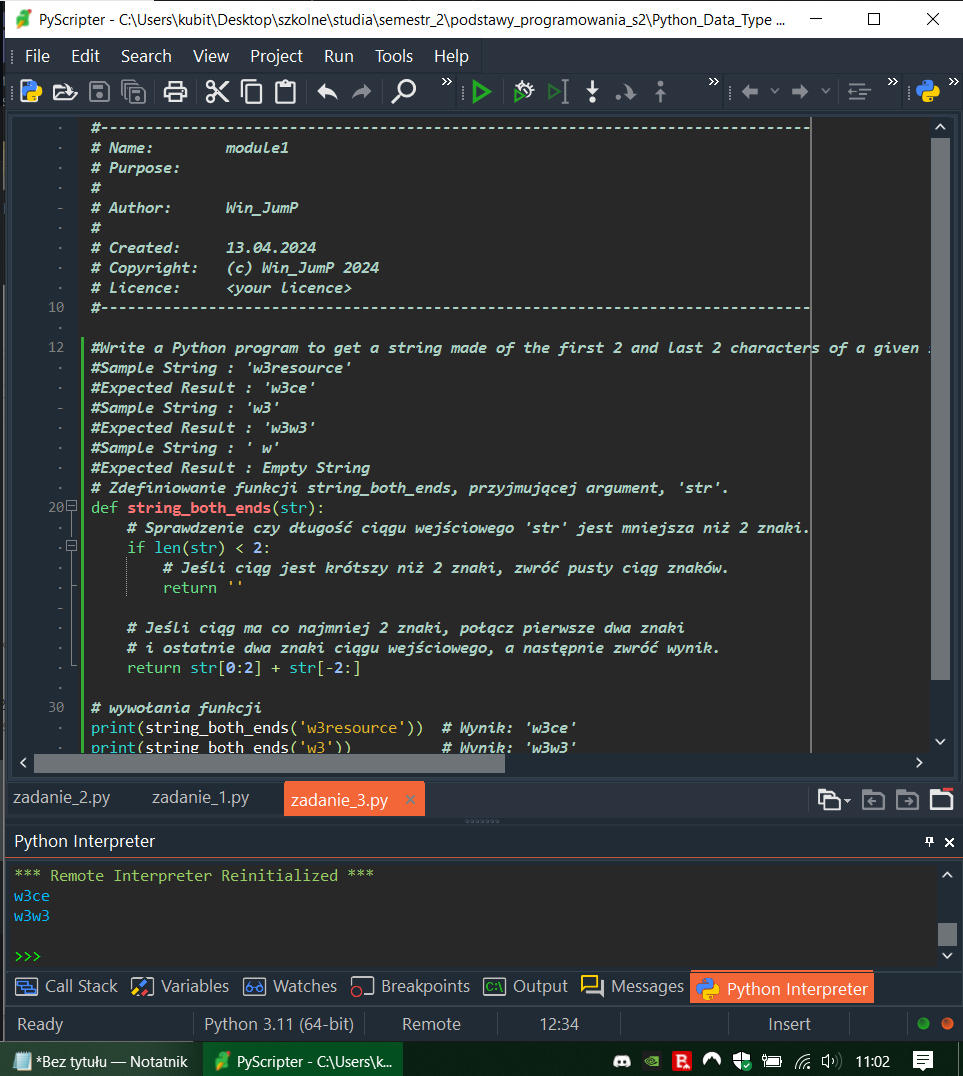 PyScripter - C:\Users\kubit\Desktop\szkolne\studia\semestr_2\podstawy_programowania_s2\Python_Data_Type ...
File Edit Search View Project Run Tools Help
#-------------------------------------------------------------------------------
# Name:        module1
# Purpose:
#
# Author:      Win_JumP
#
# Created:     13.04.2024
# Copyright:   (c) Win_JumP 2024
# Licence:     <your licence>
10 #-------------------------------------------------------------------------------
12 #Write a Python program to get a string made of the first 2 and last 2 characters of a given
#Sample String : 'w3resource'
#Expected Result : 'w3ce'
#Sample String : 'w3'
#Expected Result : 'w3w3'
#Sample String : ' w'
#Expected Result : Empty String
# Zdefiniowanie funkcji string_both_ends, przyjmującej argument, 'str'.
20 def string_both_ends(str):
    # Sprawdzenie czy długość ciągu wejściowego 'str' jest mniejsza niż 2 znaki.
    if len(str) < 2:
        # Jeśli ciąg jest krótszy niż 2 znaki, zwróć pusty ciąg znaków.
        return ''
    # Jeśli ciąg ma co najmniej 2 znaki, połącz pierwsze dwa znaki
    # i ostatnie dwa znaki ciągu wejściowego, a następnie zwróć wynik.
    return str[0:2] + str[-2:]
30 # wywołania funkcji
print(string_both_ends('w3resource'))  # Wynik: 'w3ce'
print(string_both_ends('w3'))          # Wynik: 'w3w3'
zadanie_2.py zadanie_1.py zadanie_3.py
Python Interpreter
*** Remote Interpreter Reinitialized ***
w3ce
w3w3
>>>
Call Stack Variables Watches Breakpoints Output Messages Python Interpreter
Ready Python 3.11 (64-bit) Remote 12:34 Insert
*Bez tytułu — Notatnik PyScripter - C:\Users\k... 11:02